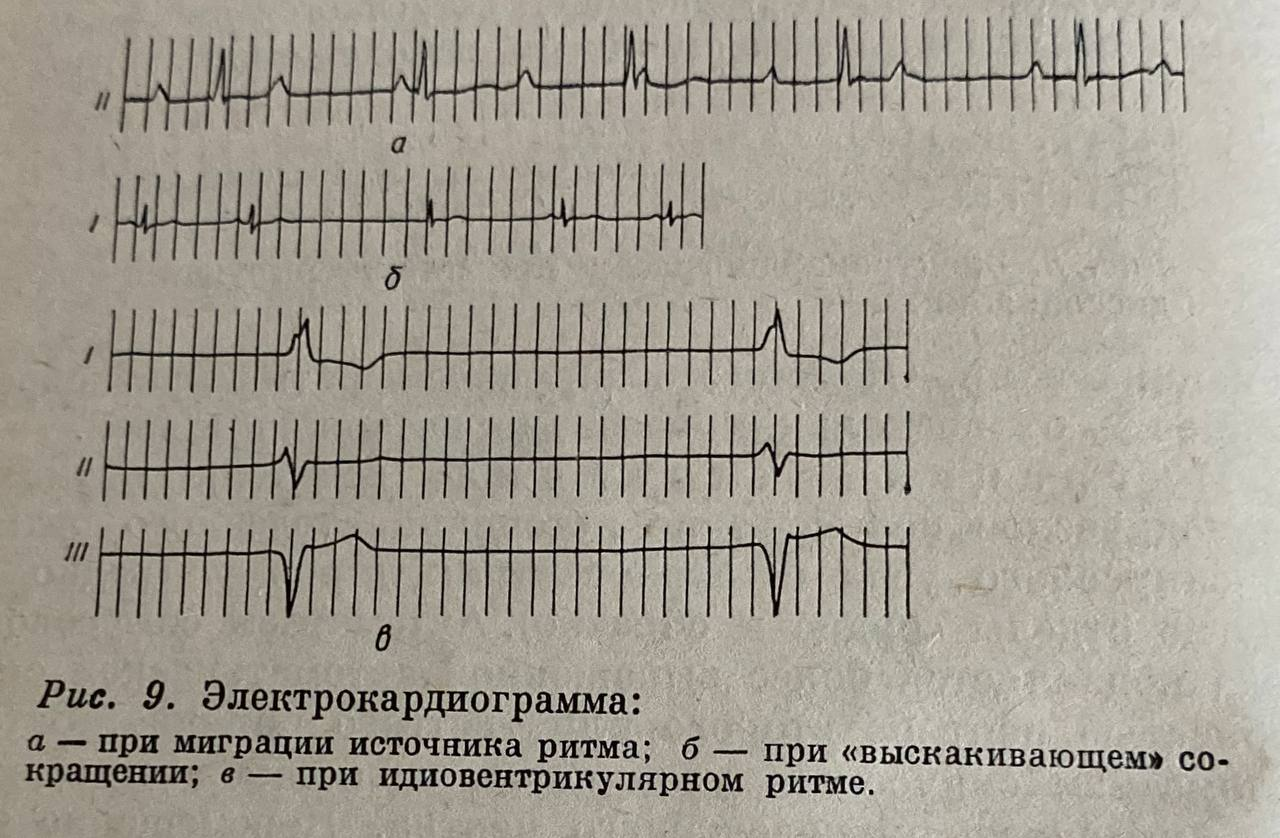 II
а
I
б
I
II
III
в
Рис. 9. Электрокардиограмма:
а — при миграции источника ритма; б — при «выскакивающем» со-
кращении; в — при идиовентрикулярном ритме.